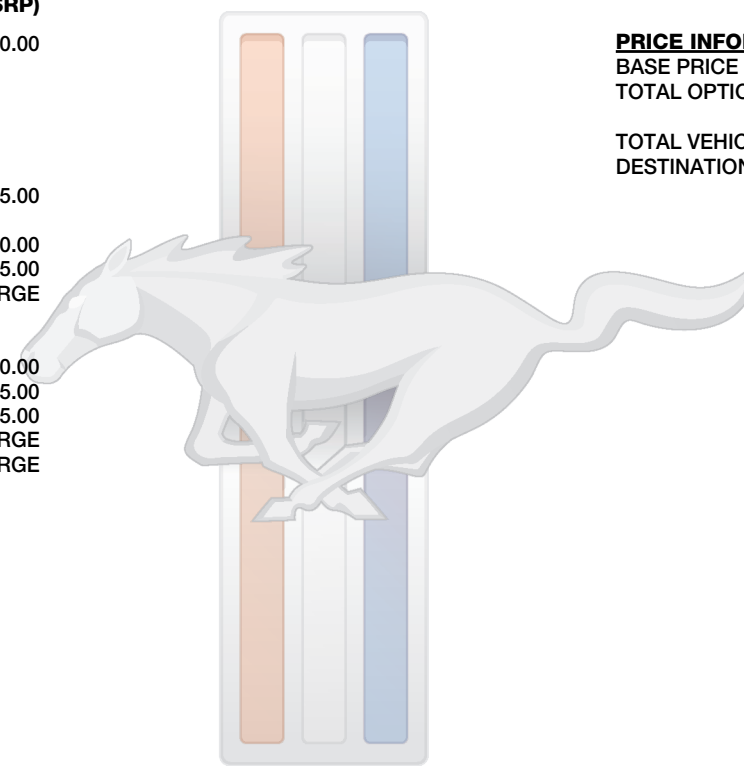 SRP)
0.00
5.00
0.00
5.00
RGE
0.00
5.00
5.00
RGE
RGE
PRICE INFO
BASE PRICE
TOTAL OPTIO
TOTAL VEHIC
DESTINATION